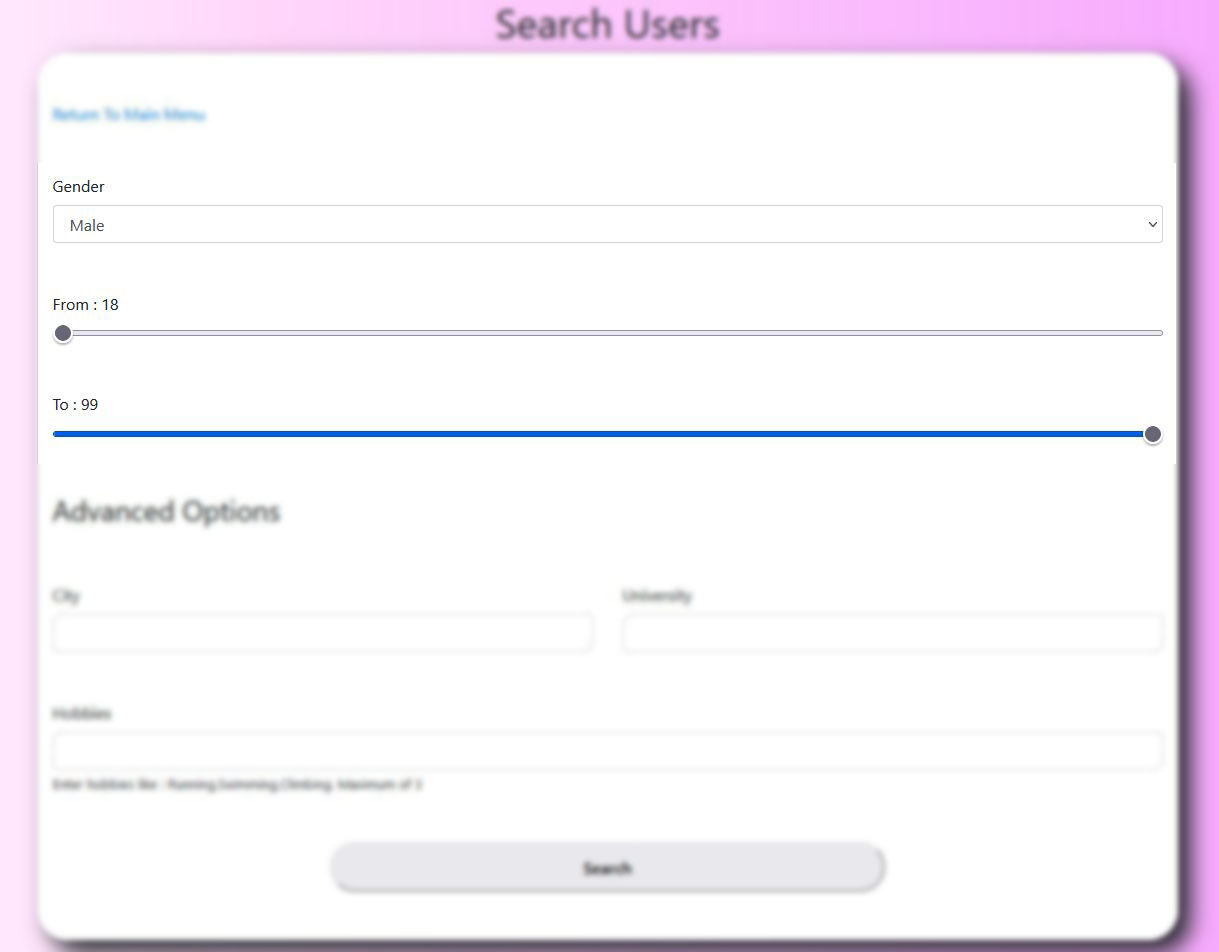 Search Users
Return To Main Menu
Gender
Male
From : 18
To : 99
Advanced Options
City University
Hobbies
Enter hobbies like : Running,Swimming,Climbing. Maximum of 3
Search